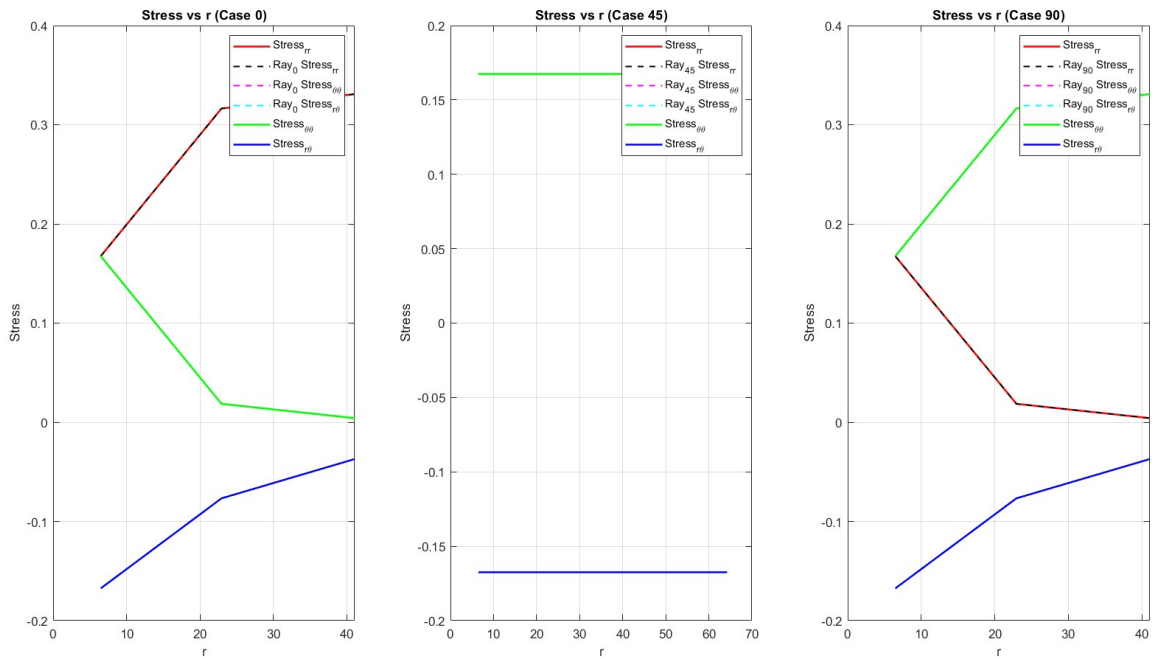 Stress vs r (Case 0)
0.4
0.3
0.2
0.1
0
-0.1
-0.2
0
10
20
30
40
Stress
r
Stress_rr
Ray_0 Stress_rr
Ray_0 Stress_θθ
Ray_0 Stress_rθ
Stress_θθ
Stress_rθ
Stress vs r (Case 45)
0.2
0.15
0.1
0.05
0
-0.05
-0.1
-0.15
-0.2
0
10
20
30
40
50
60
70
Stress
r
Stress_rr
Ray_45 Stress_rr
Ray_45 Stress_θθ
Ray_45 Stress_rθ
Stress_θθ
Stress_rθ
Stress vs r (Case 90)
0.4
0.3
0.2
0.1
0
-0.1
-0.2
0
10
20
30
40
Stress
r
Stress_rr
Ray_90 Stress_rr
Ray_90 Stress_θθ
Ray_90 Stress_rθ
Stress_θθ
Stress_rθ